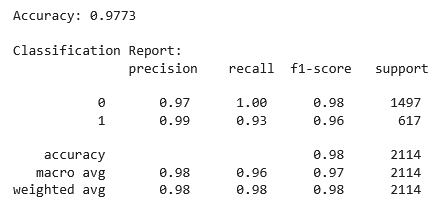 Accuracy: 0.9773
Classification Report:
precision recall f1-score support
0 0.97 1.00 0.98 1497
1 0.99 0.93 0.96 617
accuracy 0.98 2114
macro avg 0.98 0.96 0.97 2114
weighted avg 0.98 0.98 0.98 2114